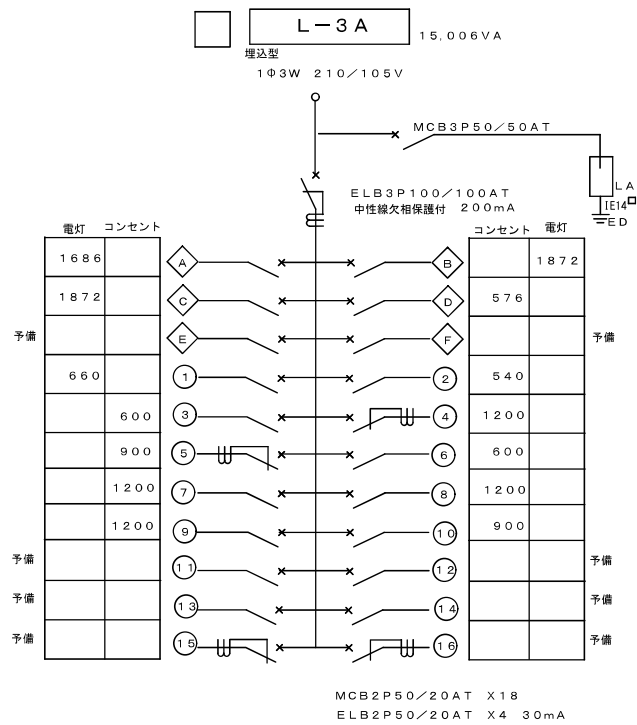 L－3A
15,006VA
埋込型
1Φ3W 210／105V
MCB3P50／50AT
LA
IE14□
ED
ELB3P100／100AT
中性線欠相保護付 200mA
電灯 コンセント コンセント 電灯
1686 A B 1872
1872 C D 576
予備 E F 予備
660 1 2 540
600 3 4 1200
900 5 6 600
1200 7 8 1200
1200 9 10 900
予備 11 12 予備
予備 13 14 予備
予備 15 16 予備
MCB2P50／20AT X18
ELB2P50／20AT X4 30mA